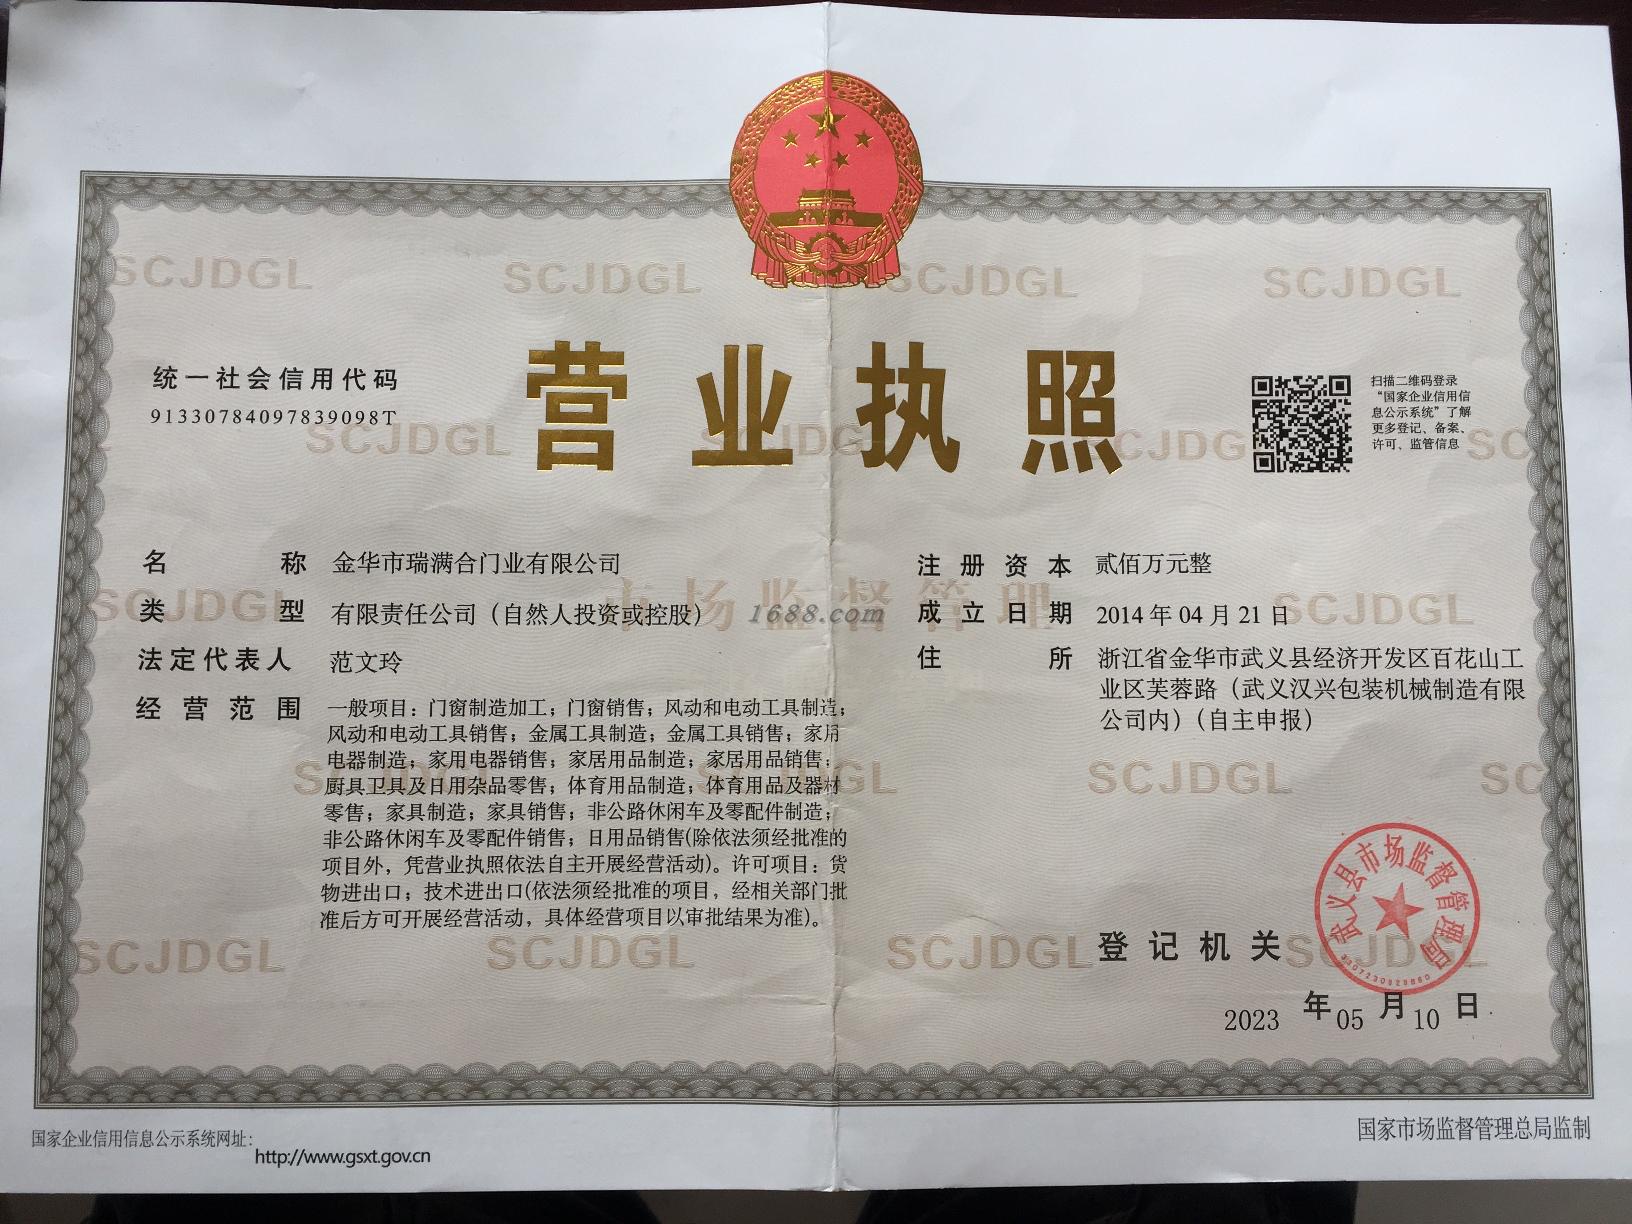 营业执照
统一社会信用代码
91330784097839098T
扫描二维码登录
“国家企业信用信
息公示系统”了解
更多登记、备案、
许可、监管信息
名称 金华市瑞满合门业有限公司
类型 有限责任公司（自然人投资或控股）
法定代表人 范文玲
经营范围 一般项目：门窗制造加工；门窗销售；风动和电动工具制造；
风动和电动工具销售；金属工具制造；金属工具销售；家用
电器制造；家用电器销售；家居用品制造；家居用品销售；
厨具卫具及日用杂品零售；体育用品制造；体育用品及器材
零售；家具制造；家具销售；非公路休闲车及零配件制造；
非公路休闲车及零配件销售；日用品销售(除依法须经批准的
项目外，凭营业执照依法自主开展经营活动)。许可项目：货
物进出口；技术进出口(依法须经批准的项目，经相关部门批
准后方可开展经营活动，具体经营项目以审批结果为准)。
注册资本 贰佰万元整
成立日期 2014年04月21日
住所 浙江省金华市武义县经济开发区百花山工
业区芙蓉路（武义汉兴包装机械制造有限
公司内）（自主申报）
登记机关
武义县市场监督管理局
2023年05月10日
国家企业信用信息公示系统网址：
http://www.gsxt.gov.cn
国家市场监督管理总局监制
SCJDGL
市场监督管理
1688.com